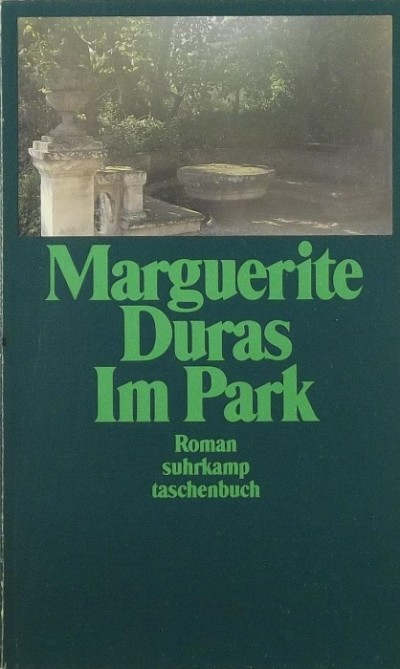 Marguerite
Duras
Im Park
Roman
suhrkamp
taschenbuch